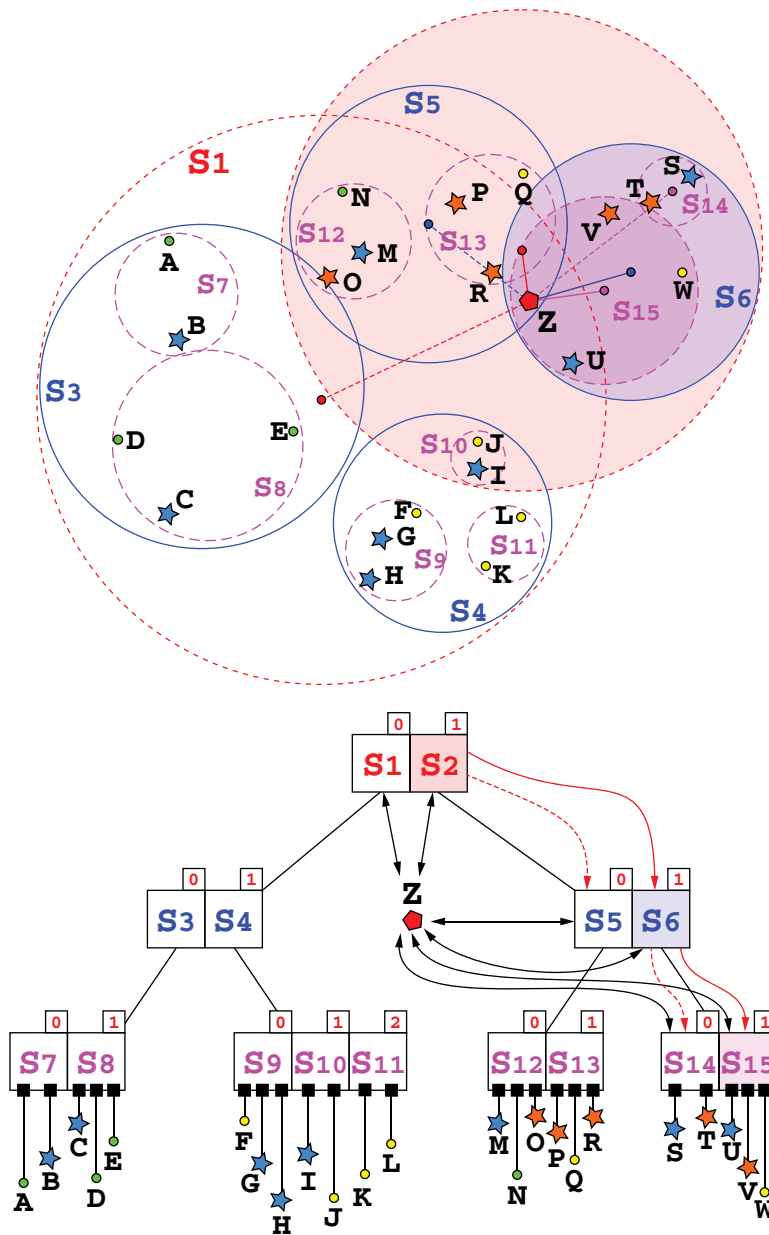 S5
S1
S
Q
T
P
N
S14
S12
S13
V
M
A
S7
R
W
O
S6
S15
B
Z
U
S3
E
D
J
S10
I
S8
C
F
L
G
S11
S9
H
K
S4
0 1
S1 S2
Z
0 1
S3 S4
0 1
S5 S6
0 1
S7 S8
0 1 2
S9 S10 S11
0 1
S12 S13
0 1
S14 S15
A B C D E
F G H I J K L
M N O P Q R
S T U V W